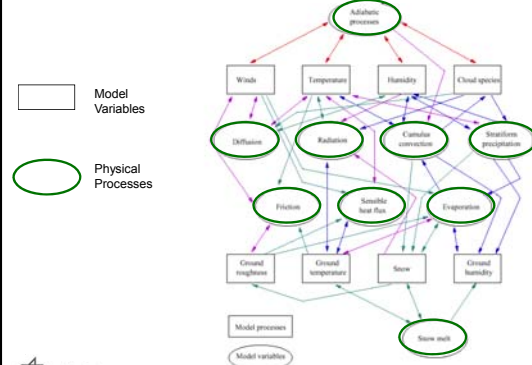 Model
Variables
Physical
Processes
Adiabatic
processes
Winds
Temperature
Humidity
Cloud species
Diffusion
Radiation
Cumulus
convection
Stratiform
precipitation
Friction
Sensible
heat flux
Evaporation
Ground
roughness
Ground
temperature
Snow
Ground
humidity
Snow melt
Model processes
Model variables